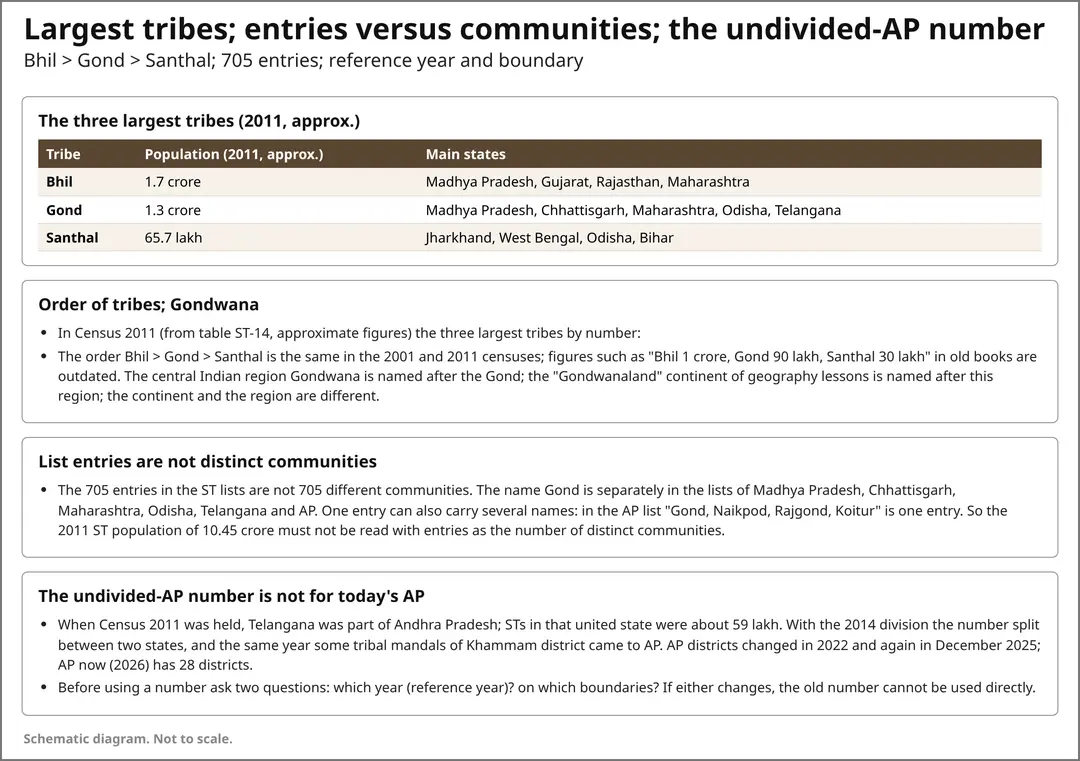 Largest tribes; entries versus communities; the undivided-AP number
Bhil > Gond > Santhal; 705 entries; reference year and boundary
The three largest tribes (2011, approx.)
Tribe Population (2011, approx.) Main states
Bhil 1.7 crore Madhya Pradesh, Gujarat, Rajasthan, Maharashtra
Gond 1.3 crore Madhya Pradesh, Chhattisgarh, Maharashtra, Odisha, Telangana
Santhal 65.7 lakh Jharkhand, West Bengal, Odisha, Bihar
Order of tribes; Gondwana
• In Census 2011 (from table ST-14, approximate figures) the three largest tribes by number:
• The order Bhil > Gond > Santhal is the same in the 2001 and 2011 censuses; figures such as "Bhil 1 crore, Gond 90 lakh, Santhal 30 lakh" in old books are
outdated. The central Indian region Gondwana is named after the Gond; the "Gondwanaland" continent of geography lessons is named after this
region; the continent and the region are different.
List entries are not distinct communities
• The 705 entries in the ST lists are not 705 different communities. The name Gond is separately in the lists of Madhya Pradesh, Chhattisgarh,
Maharashtra, Odisha, Telangana and AP. One entry can also carry several names: in the AP list "Gond, Naikpod, Rajgond, Koitur" is one entry. So the
2011 ST population of 10.45 crore must not be read with entries as the number of distinct communities.
The undivided-AP number is not for today's AP
• When Census 2011 was held, Telangana was part of Andhra Pradesh; STs in that united state were about 59 lakh. With the 2014 division the number split
between two states, and the same year some tribal mandals of Khammam district came to AP. AP districts changed in 2022 and again in December 2025;
AP now (2026) has 28 districts.
• Before using a number ask two questions: which year (reference year)? on which boundaries? If either changes, the old number cannot be used directly.
Schematic diagram. Not to scale.